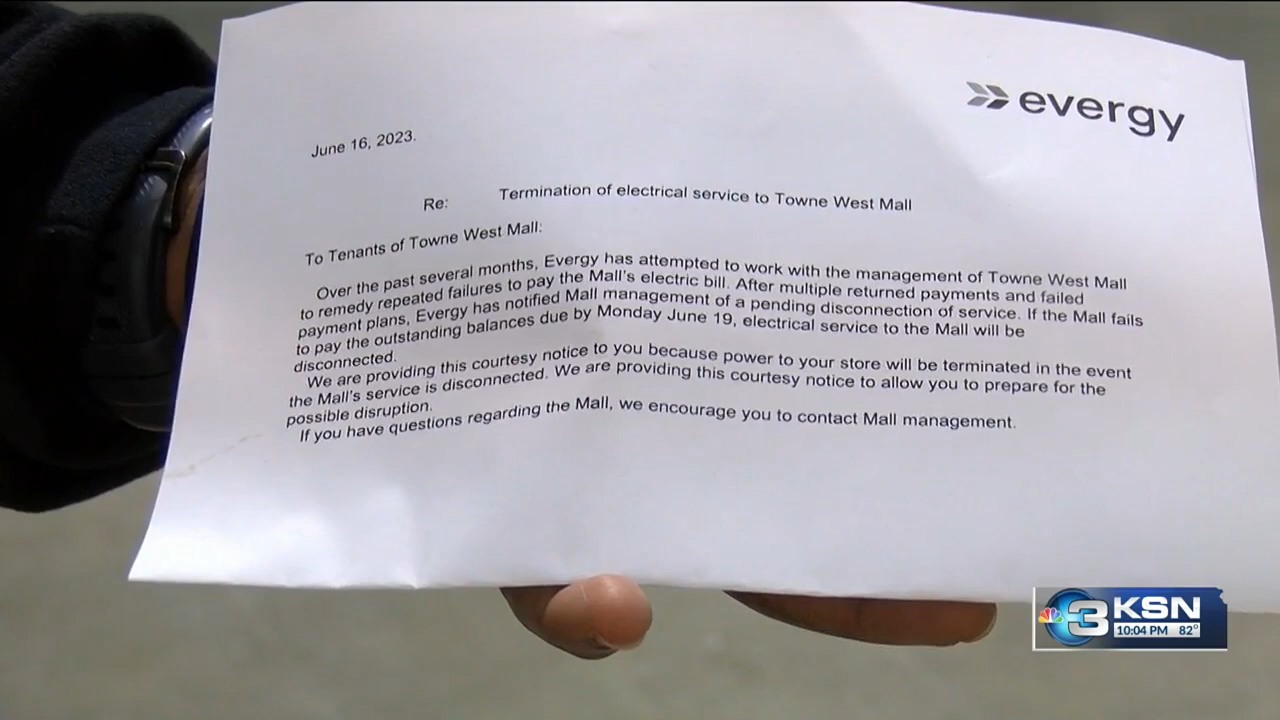 evergy
June 16, 2023.
Re: Termination of electrical service to Towne West Mall
To Tenants of Towne West Mall:
Over the past several months, Evergy has attempted to work with the management of Towne West Mall
to remedy repeated failures to pay the Mall's electric bill. After multiple returned payments and failed
payment plans, Evergy has notified Mall management of a pending disconnection of service. If the Mall fails
to pay the outstanding balances due by Monday June 19, electrical service to the Mall will be
disconnected.
We are providing this courtesy notice to you because power to your store will be terminated in the event
the Mall's service is disconnected. We are providing this courtesy notice to allow you to prepare for the
possible disruption.
If you have questions regarding the Mall, we encourage you to contact Mall management.
3 KSN
10:04 PM 82°